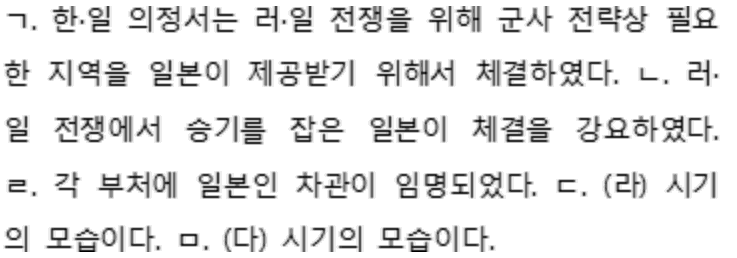 ㄱ. 한·일 의정서는 러·일 전쟁을 위해 군사 전략상 필요
한 지역을 일본이 제공받기 위해서 체결하였다. ㄴ. 러·
일 전쟁에서 승기를 잡은 일본이 체결을 강요하였다.
ㄹ. 각 부처에 일본인 차관이 임명되었다. ㄷ. (라) 시기
의 모습이다. ㅁ. (다) 시기의 모습이다.